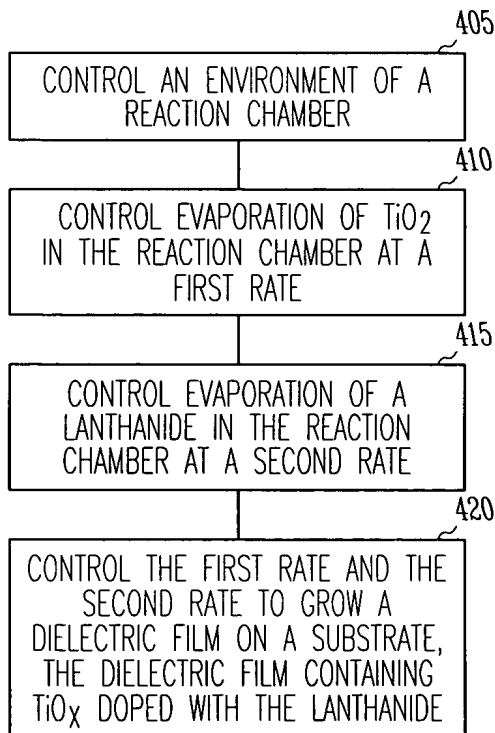 405
CONTROL AN ENVIRONMENT OF A
REACTION CHAMBER
410
CONTROL EVAPORATION OF TiO2
IN THE REACTION CHAMBER AT A
FIRST RATE
415
CONTROL EVAPORATION OF A
LANTHANIDE IN THE REACTION
CHAMBER AT A SECOND RATE
420
CONTROL THE FIRST RATE AND THE
SECOND RATE TO GROW A
DIELECTRIC FILM ON A SUBSTRATE,
THE DIELECTRIC FILM CONTAINING
TiOX DOPED WITH THE LANTHANIDE